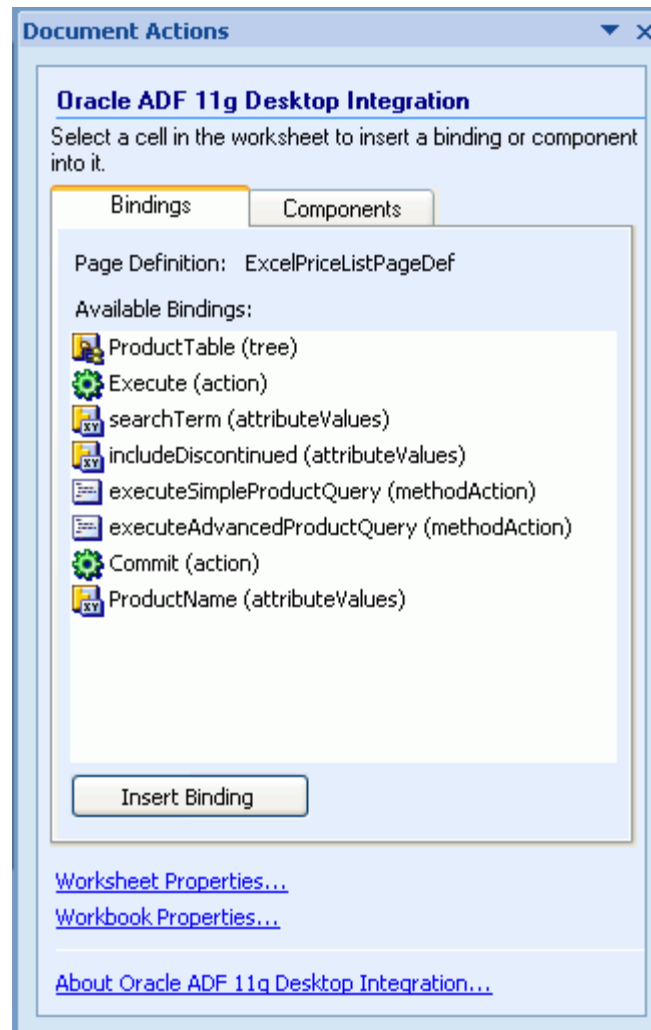 Document Actions
Oracle ADF 11g Desktop Integration
Select a cell in the worksheet to insert a binding or component
into it.
Bindings
Components
Page Definition: ExcelPriceListPageDef
Available Bindings:
ProductTable (tree)
Execute (action)
searchTerm (attributeValues)
includeDiscontinued (attributeValues)
executeSimpleProductQuery (methodAction)
executeAdvancedProductQuery (methodAction)
Commit (action)
ProductName (attributeValues)
Insert Binding
Worksheet Properties...
Workbook Properties...
About Oracle ADF 11g Desktop Integration...